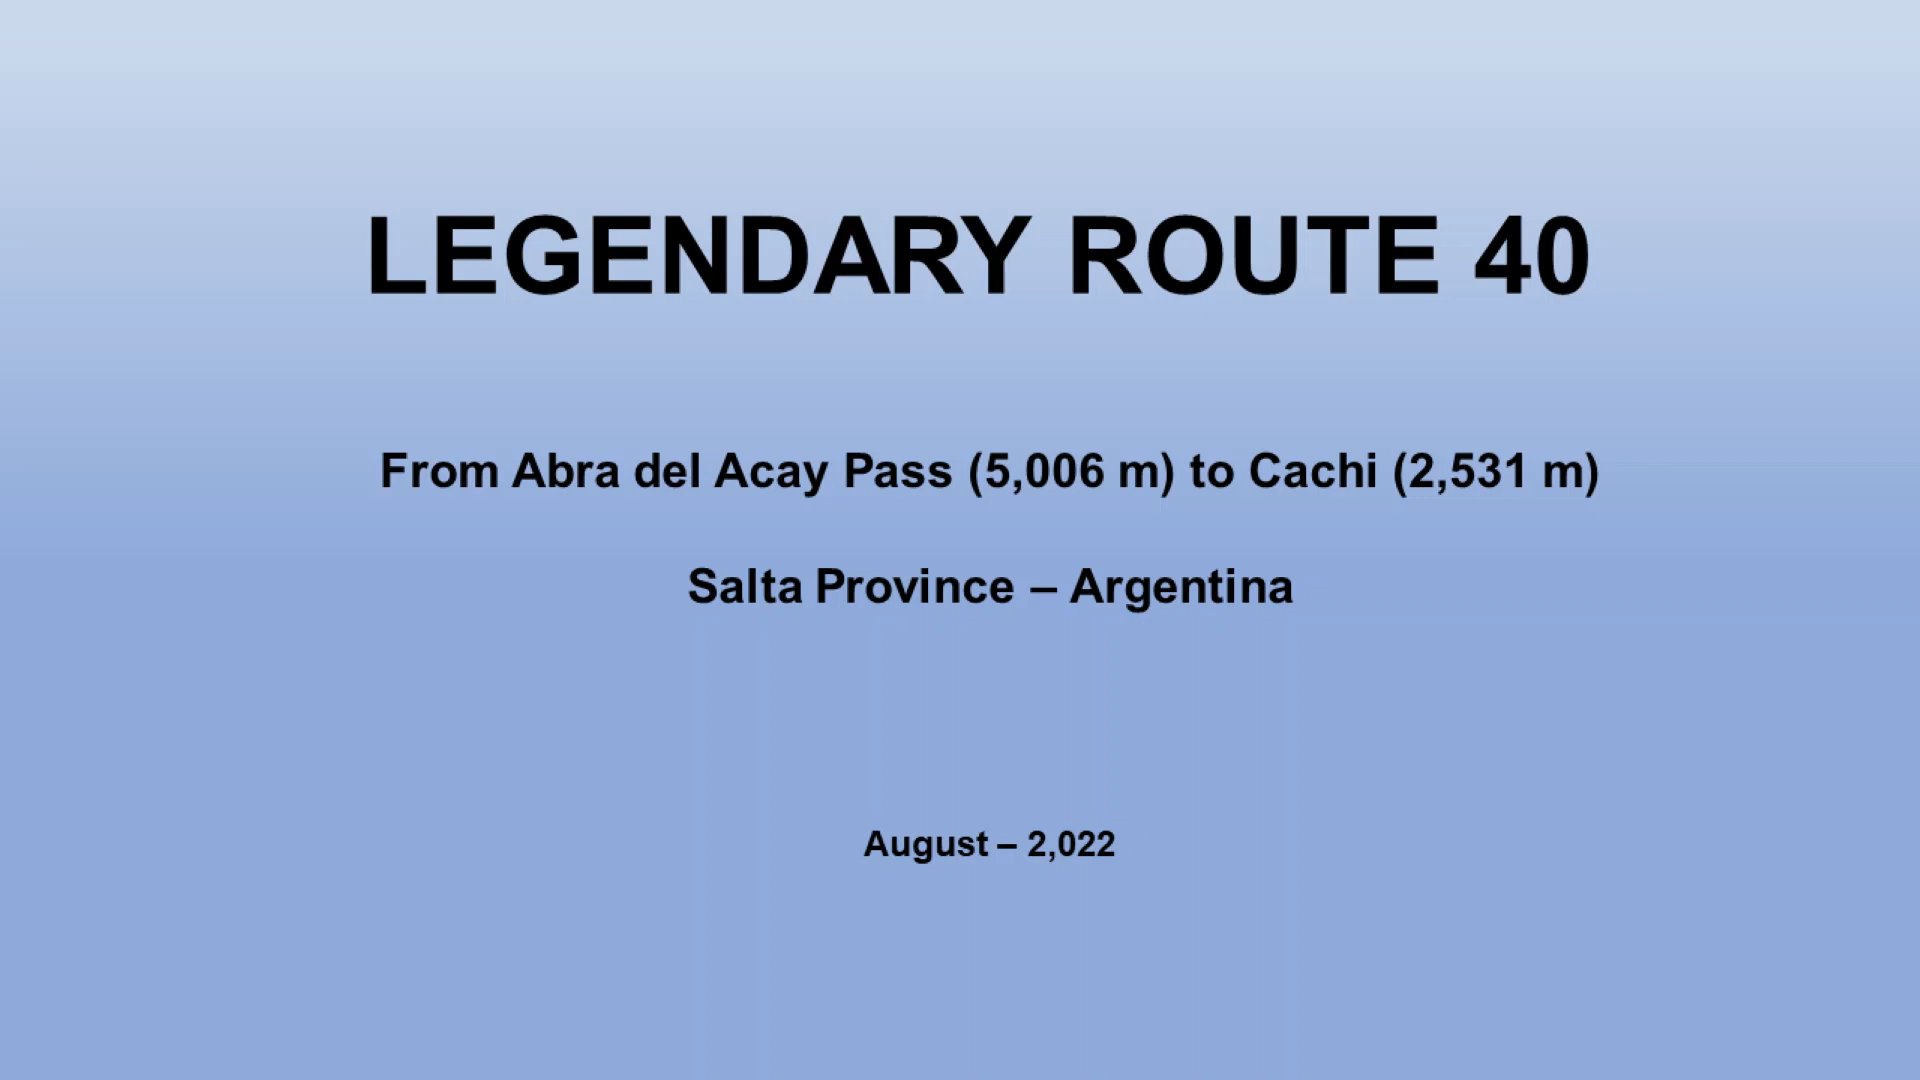 LEGENDARY ROUTE 40
From Abra del Acay Pass (5,006 m) to Cachi (2,531 m)
Salta Province – Argentina
August – 2,022